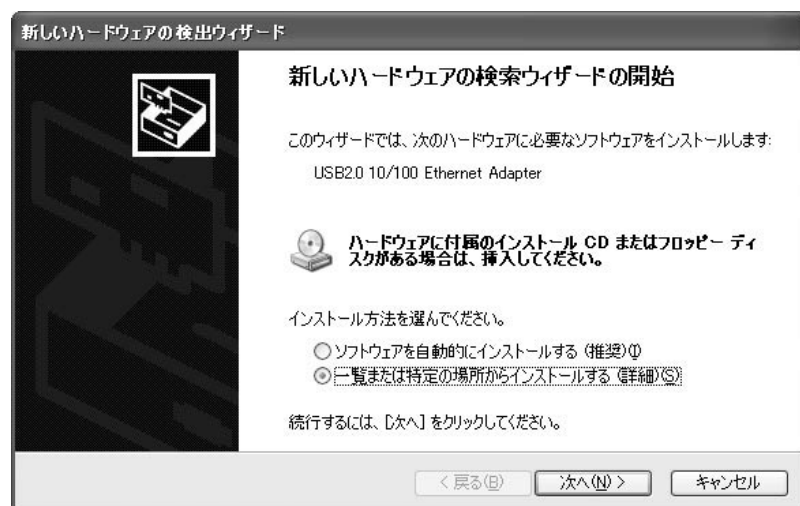 新しいハードウェアの検出ウィザード
新しいハードウェアの検索ウィザードの開始
このウィザードでは、次のハードウェアに必要なソフトウェアをインストールします:
USB2.0 10/100 Ethernet Adapter
ハードウェアに付属のインストール CD またはフロッピー ディ
スクがある場合は、挿入してください。
インストール方法を選んでください。
ソフトウェアを自動的にインストールする (推奨)(I)
一覧または特定の場所からインストールする (詳細)(S)
続行するには、[次へ] をクリックしてください。
< 戻る(B) 次へ(N) > キャンセル